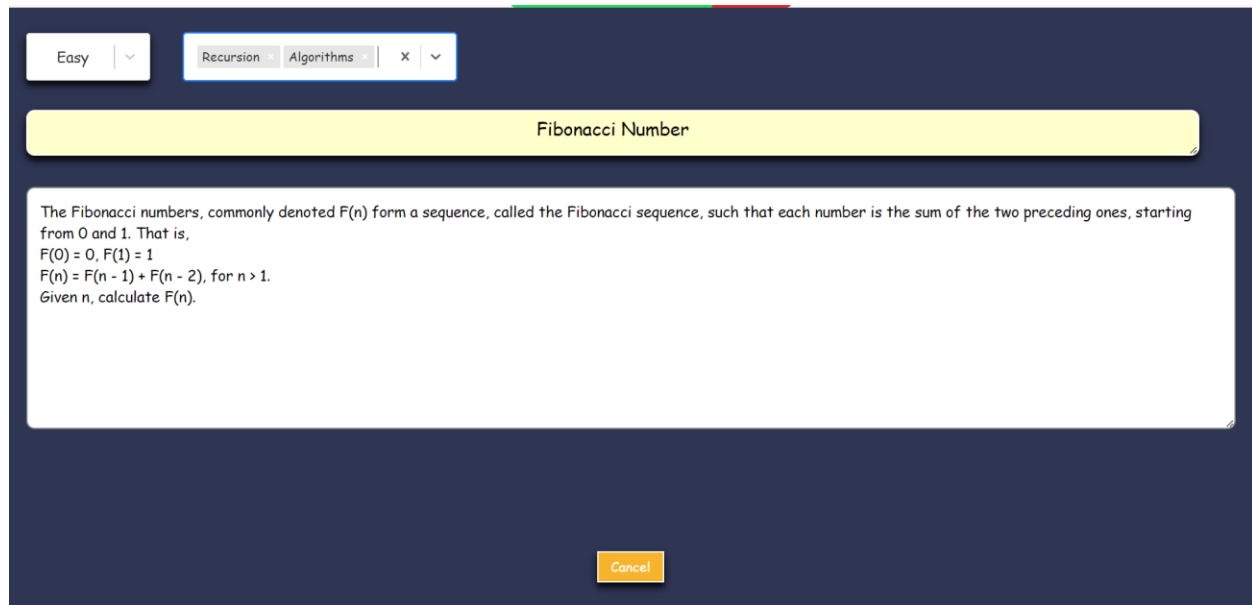 Easy
Recursion × Algorithms ×
Fibonacci Number
The Fibonacci numbers, commonly denoted F(n) form a sequence, called the Fibonacci sequence, such that each number is the sum of the two preceding ones, starting
from 0 and 1. That is,
F(0) = 0, F(1) = 1
F(n) = F(n - 1) + F(n - 2), for n > 1.
Given n, calculate F(n).
Cancel